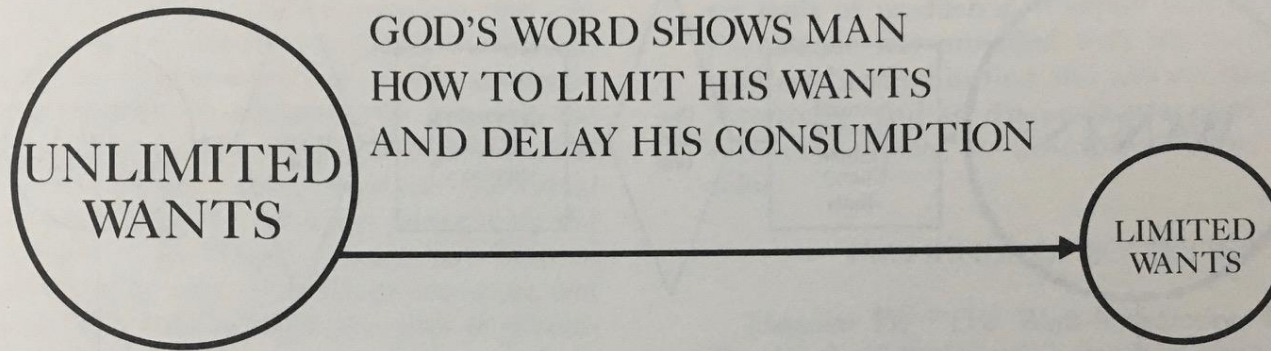 GOD'S WORD SHOWS MAN
HOW TO LIMIT HIS WANTS
AND DELAY HIS CONSUMPTION
UNLIMITED
WANTS
LIMITED
WANTS